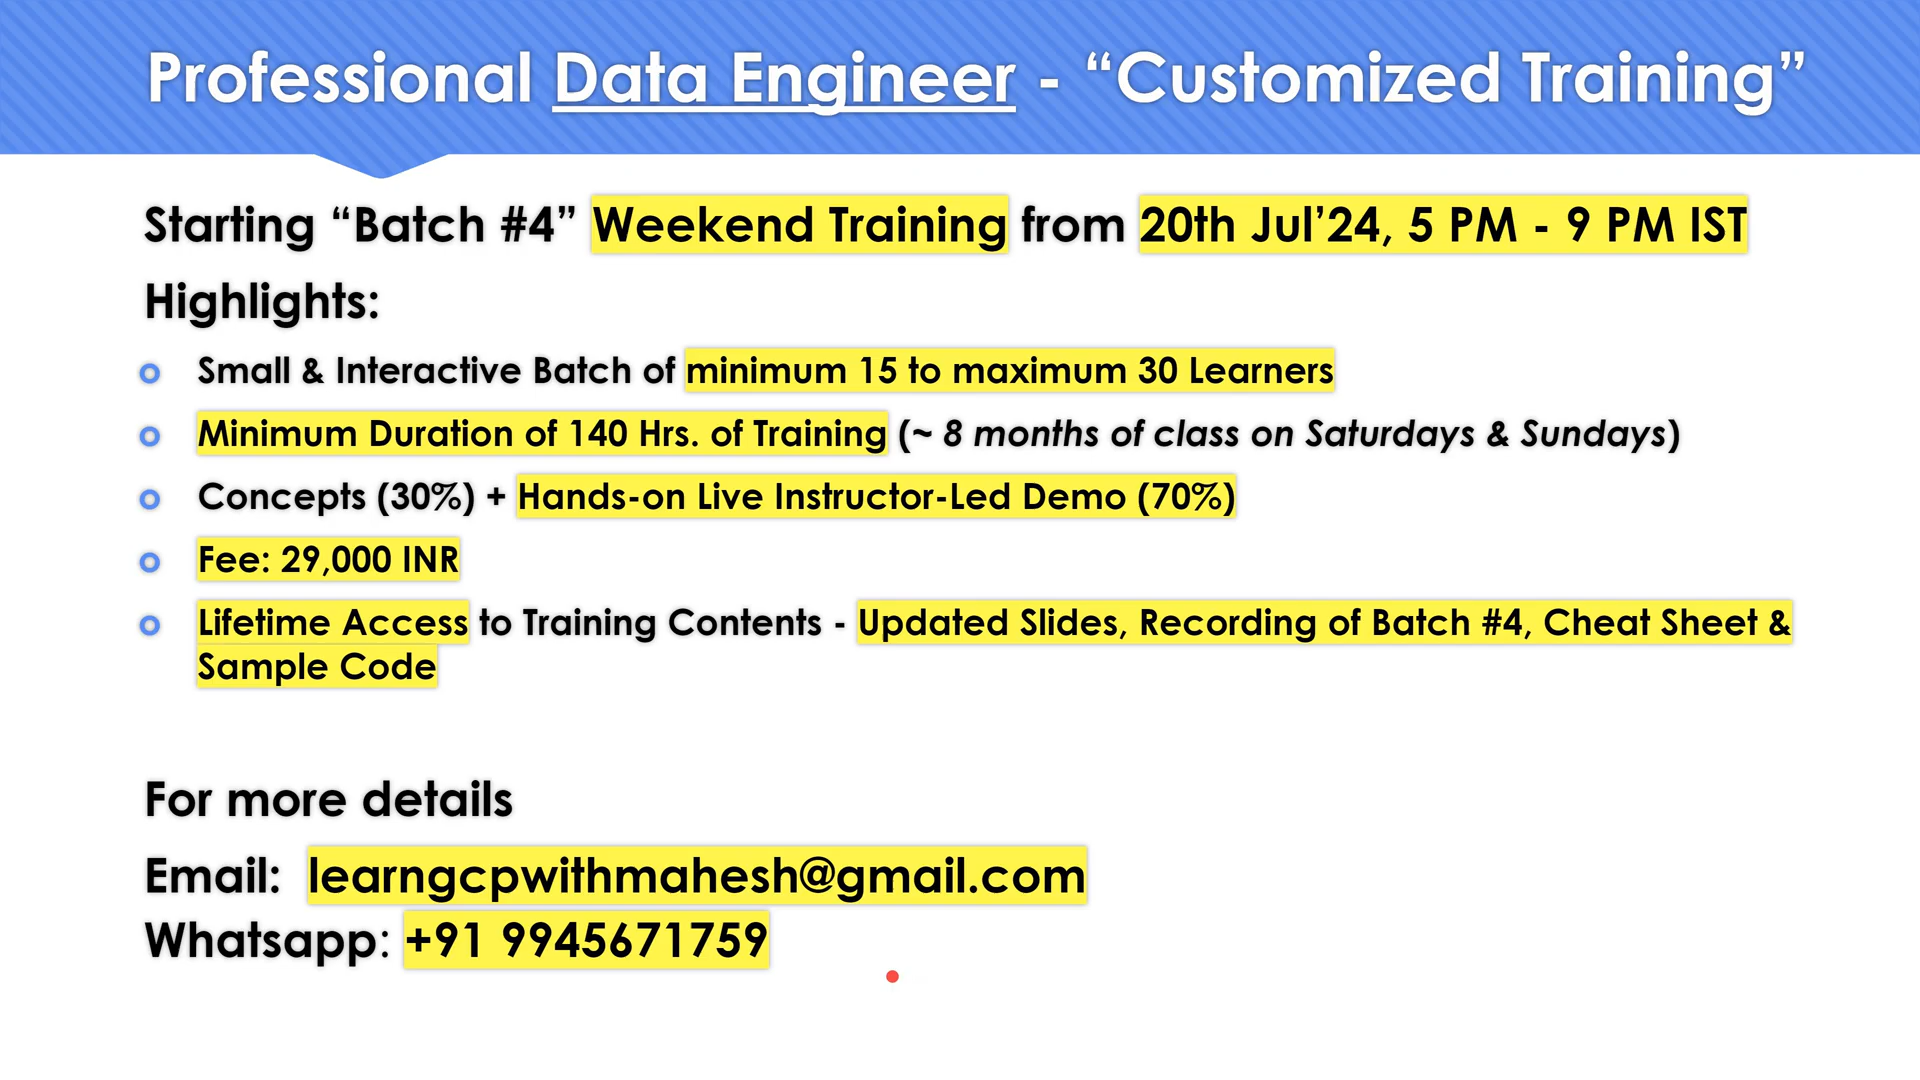 Professional Data Engineer - “Customized Training”
Starting “Batch #4” Weekend Training from 20th Jul’24, 5 PM - 9 PM IST
Highlights:
Small & Interactive Batch of minimum 15 to maximum 30 Learners
Minimum Duration of 140 Hrs. of Training (~ 8 months of class on Saturdays & Sundays)
Concepts (30%) + Hands-on Live Instructor-Led Demo (70%)
Fee: 29,000 INR
Lifetime Access to Training Contents - Updated Slides, Recording of Batch #4, Cheat Sheet &
Sample Code
For more details
Email: learngcpwithmahesh@gmail.com
Whatsapp: +91 9945671759